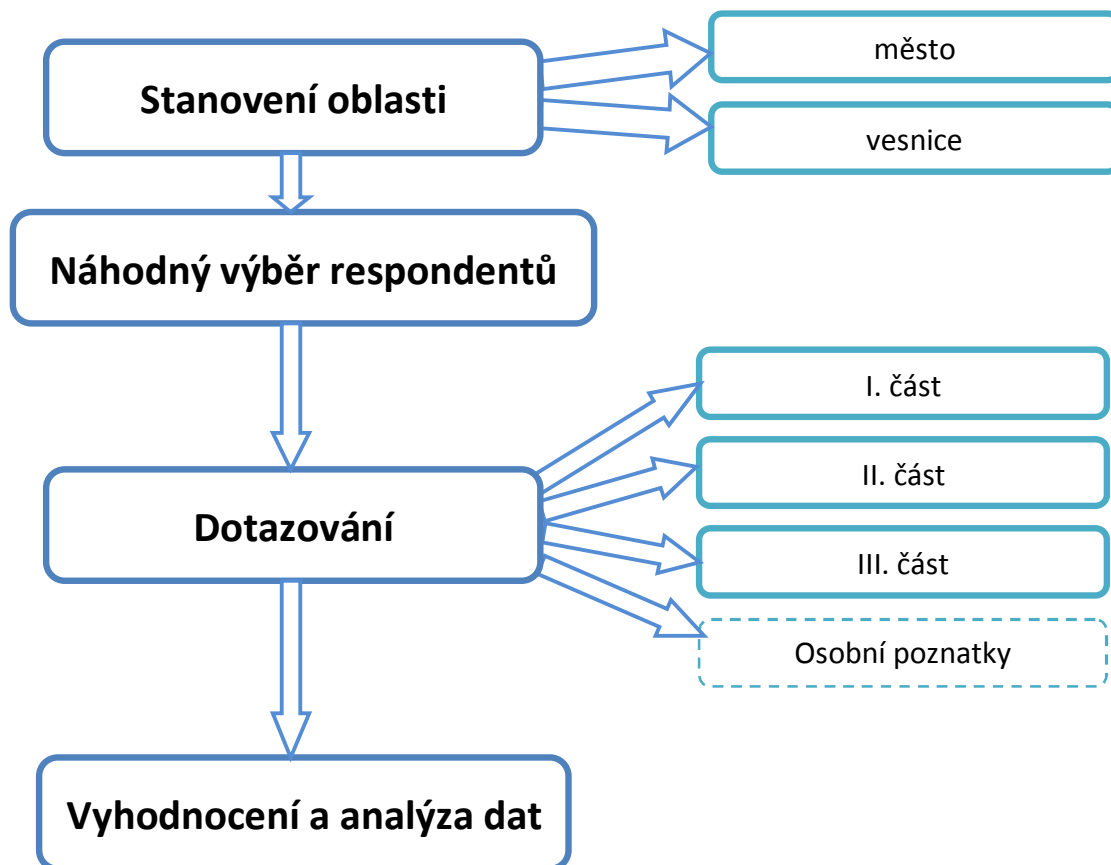 Stanovení oblasti
město
vesnice
Náhodný výběr respondentů
Dotazování
I. část
II. část
III. část
Osobní poznatky
Vyhodnocení a analýza dat